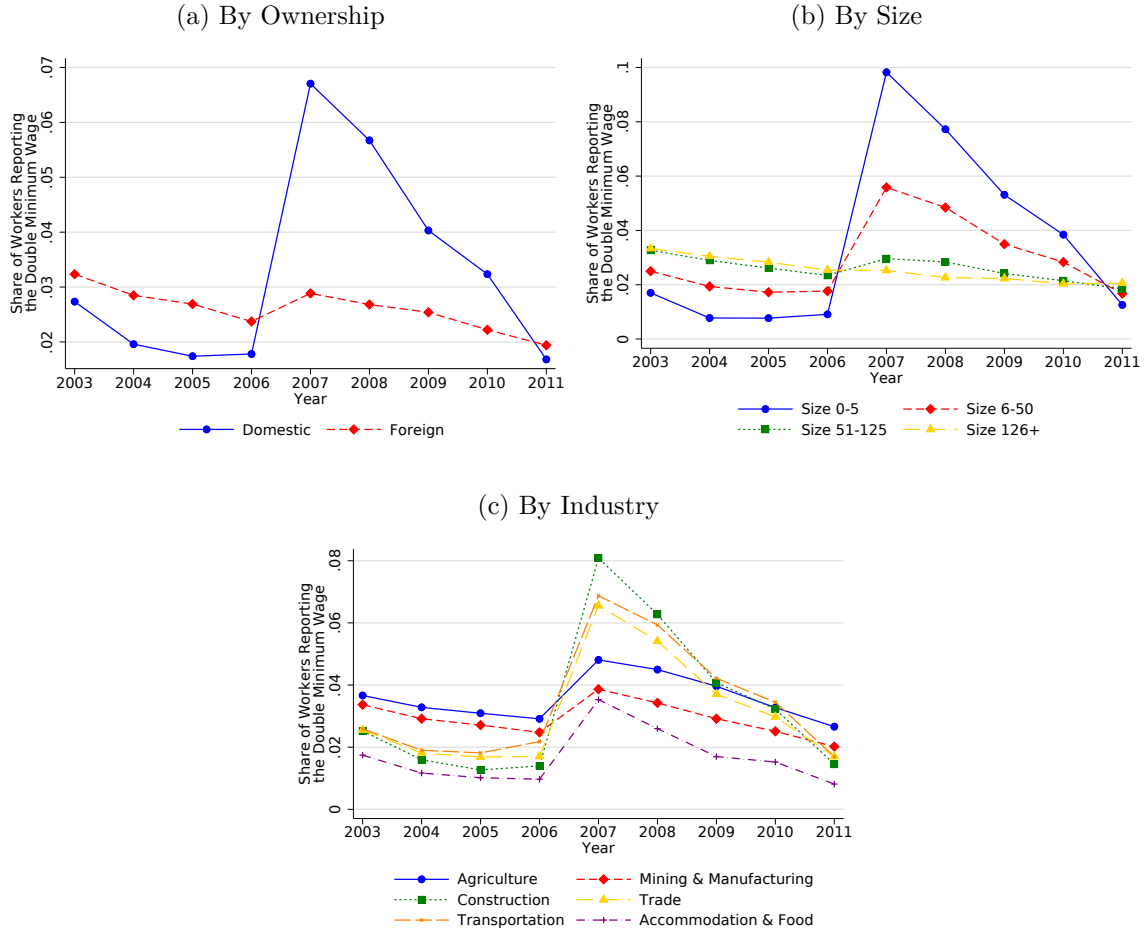 (a) By Ownership
Share of Workers Reporting
the Double Minimum Wage
.07
.06
.05
.04
.03
.02
2003 2004 2005 2006 2007 2008 2009 2010 2011
Year
Domestic Foreign
(b) By Size
Share of Workers Reporting
the Double Minimum Wage
.1
.08
.06
.04
.02
0
2003 2004 2005 2006 2007 2008 2009 2010 2011
Year
Size 0-5 Size 6-50
Size 51-125 Size 126+
(c) By Industry
Share of Workers Reporting
the Double Minimum Wage
.08
.06
.04
.02
0
2003 2004 2005 2006 2007 2008 2009 2010 2011
Year
Agriculture Mining & Manufacturing
Construction Trade
Transportation Accommodation & Food